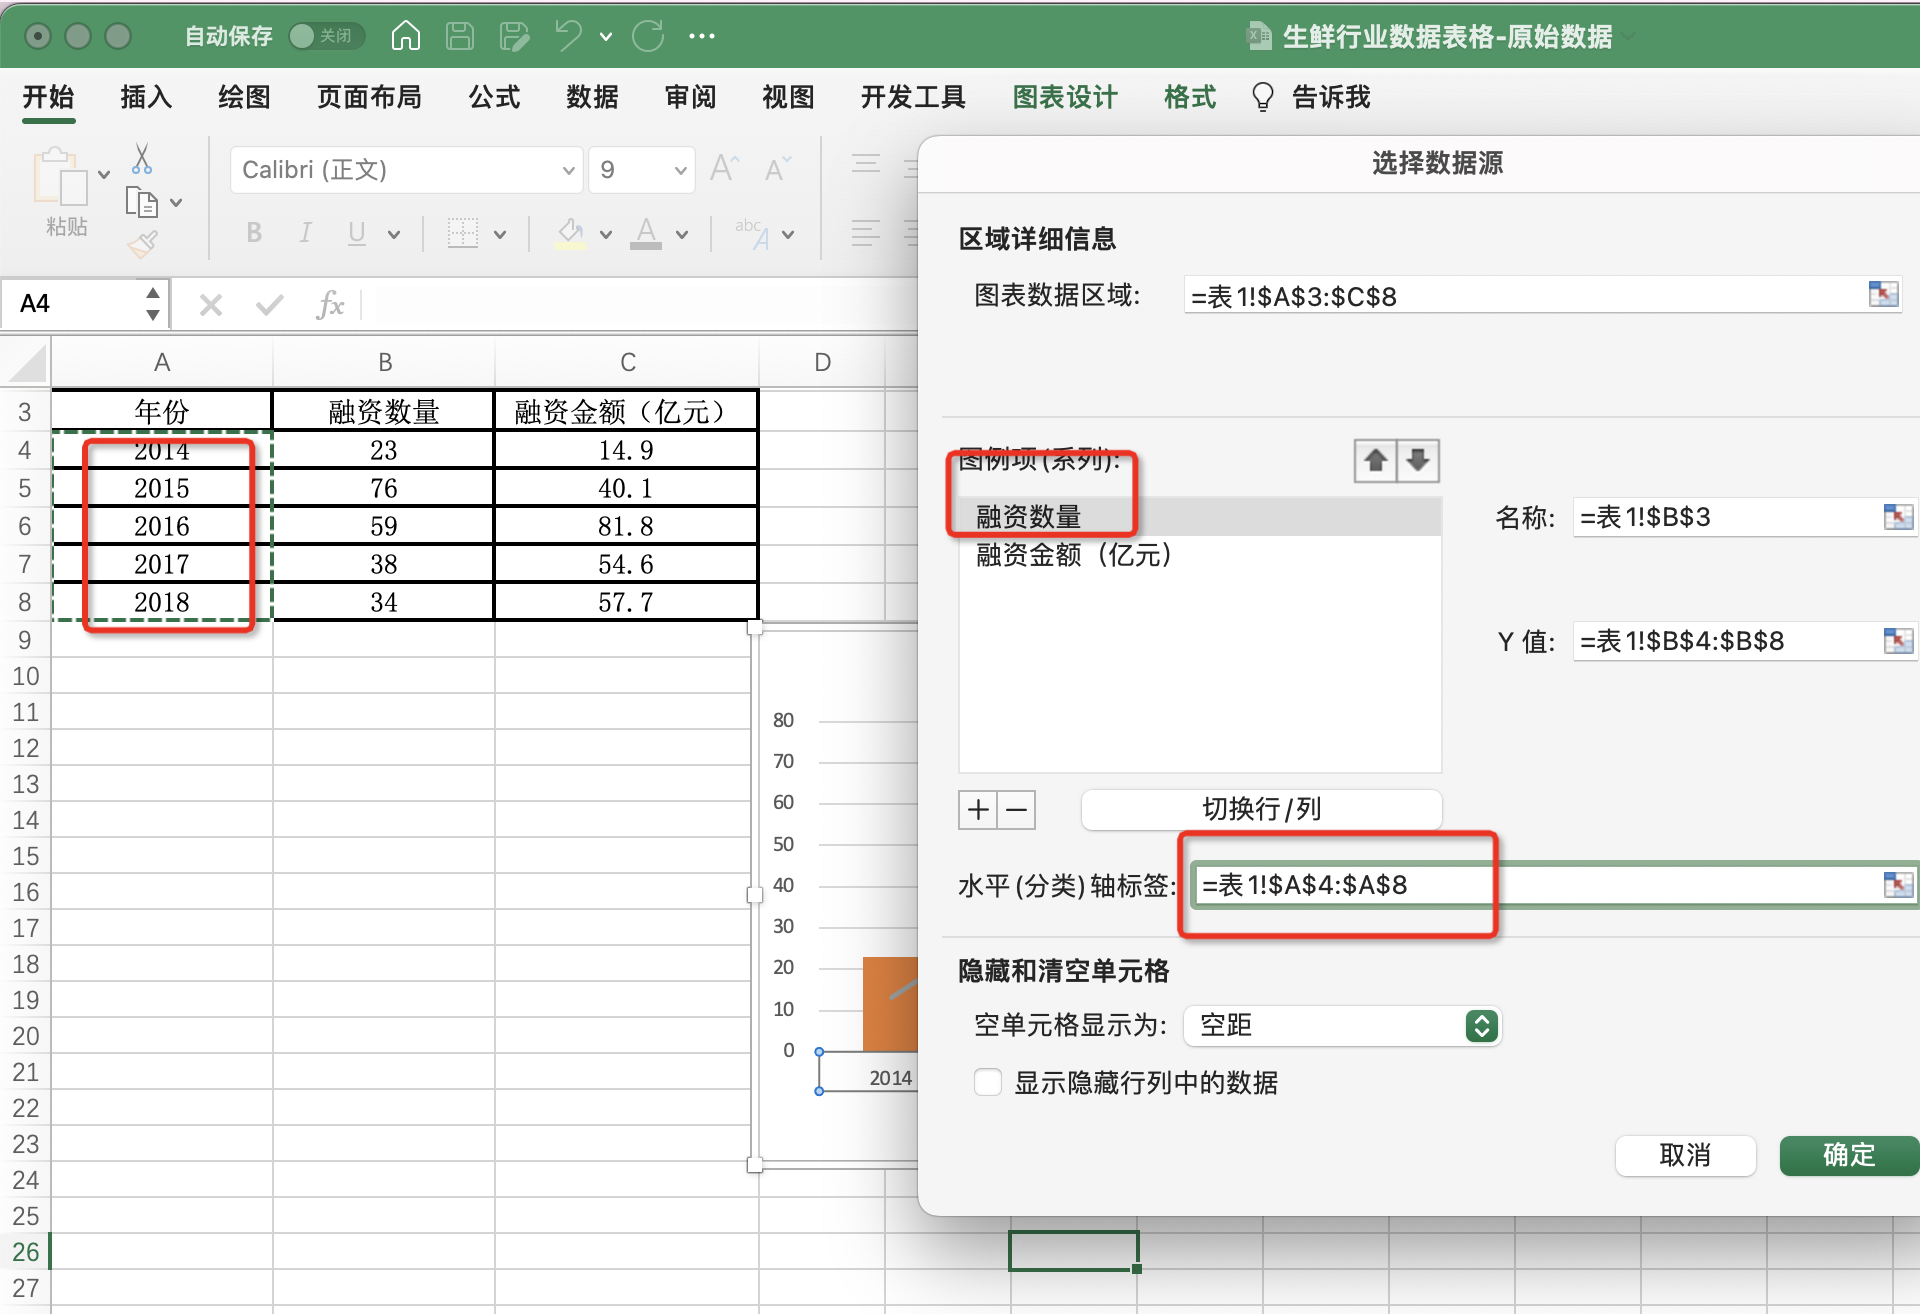 自动保存 关闭 生鲜行业数据表格-原始数据
开始 插入 绘图 页面布局 公式 数据 审阅 视图 开发工具 图表设计 格式 告诉我
粘贴 Calibri (正文) 9 A A
B I U A abc A
A4 fx
选择数据源
区域详细信息
图表数据区域: =表1!$A$3:$C$8
A B C D
3 年份 融资数量 融资金额（亿元）
4 2014 23 14.9
5 2015 76 40.1
6 2016 59 81.8
7 2017 38 54.6
8 2018 34 57.7
9
10
11
12
13
14
15
16
17
18
19
20
21
22
23
24
25
26
27
80
70
60
50
40
30
20
10
0
2014
图例项(系列):
融资数量
融资金额（亿元）
名称: =表1!$B$3
Y 值: =表1!$B$4:$B$8
切换行/列
水平(分类)轴标签: =表1!$A$4:$A$8
隐藏和清空单元格
空单元格显示为: 空距
显示隐藏行列中的数据
取消 确定